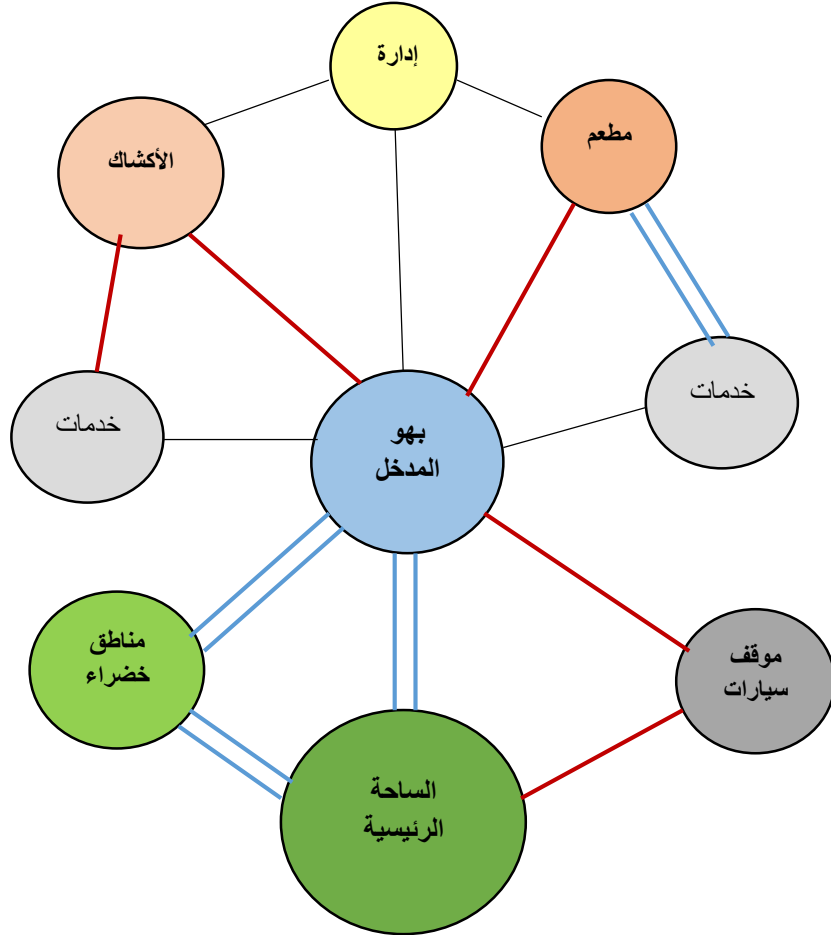 إدارة
مطعم
الأكشاك
خدمات
خدمات
بهو
المدخل
مناطق
خضراء
موقف
سيارات
الساحة
الرئيسية